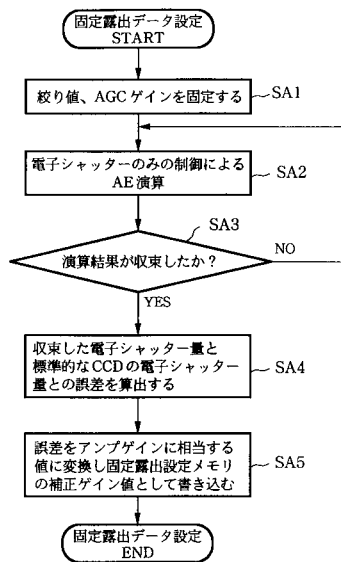 固定露出データ設定
START
絞り値、AGCゲインを固定する
SA1
電子シャッターのみの制御による
AE演算
SA2
SA3
演算結果が収束したか？
NO
YES
収束した電子シャッター量と
標準的なCCDの電子シャッター
量との誤差を算出する
SA4
誤差をアンプゲインに相当する
値に変換し固定露出設定メモリ
の補正ゲイン値として書き込む
SA5
固定露出データ設定
END